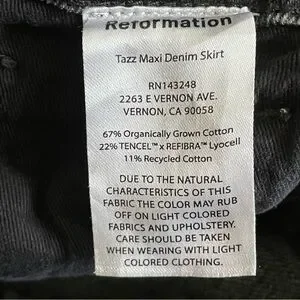 Reformation
Tazz Maxi Denim Skirt
RN143248
2263 E VERNON AVE.
VERNON, CA 90058
67% Organically Grown Cotton
22% TENCEL™ x REFIBRA™ Lyocell
11% Recycled Cotton
DUE TO THE NATURAL
CHARACTERISTICS OF THIS
FABRIC THE COLOR MAY RUB
OFF ON LIGHT COLORED
FABRICS AND UPHOLSTERY.
CARE SHOULD BE TAKEN
WHEN WEARING WITH LIGHT
COLORED CLOTHING.